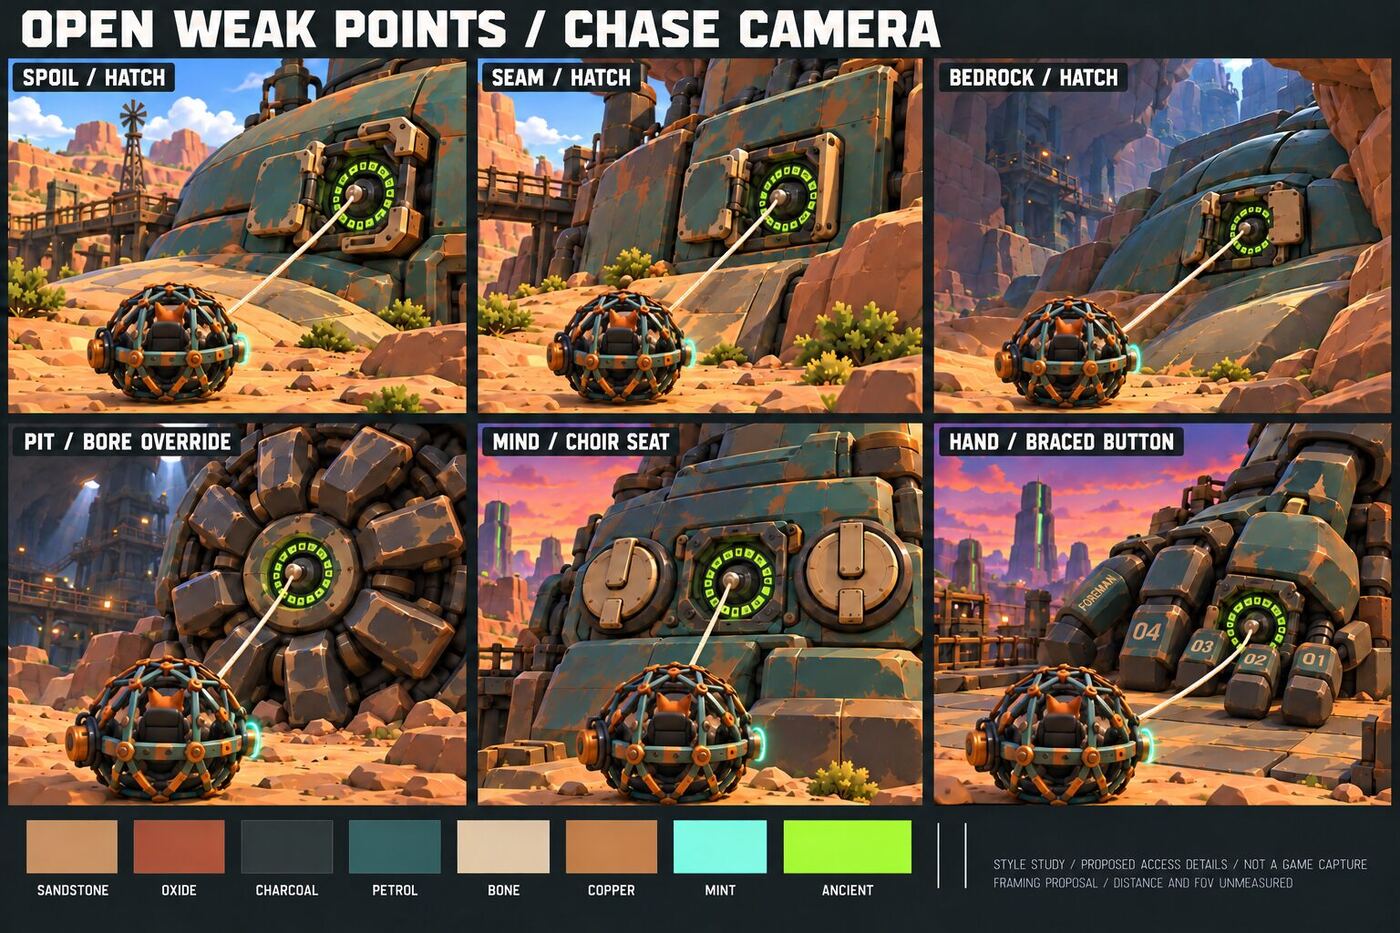 OPEN WEAK POINTS / CHASE CAMERA
SPOIL / HATCH
SEAM / HATCH
BEDROCK / HATCH
PIT / BORE OVERRIDE
MIND / CHOIR SEAT
HAND / BRACED BUTTON
FOREMAN
04
03
02
01
SANDSTONE
OXIDE
CHARCOAL
PETROL
BONE
COPPER
MINT
ANCIENT
STYLE STUDY / PROPOSED ACCESS DETAILS / NOT A GAME CAPTURE
FRAMING PROPOSAL / DISTANCE AND FOV UNMEASURED